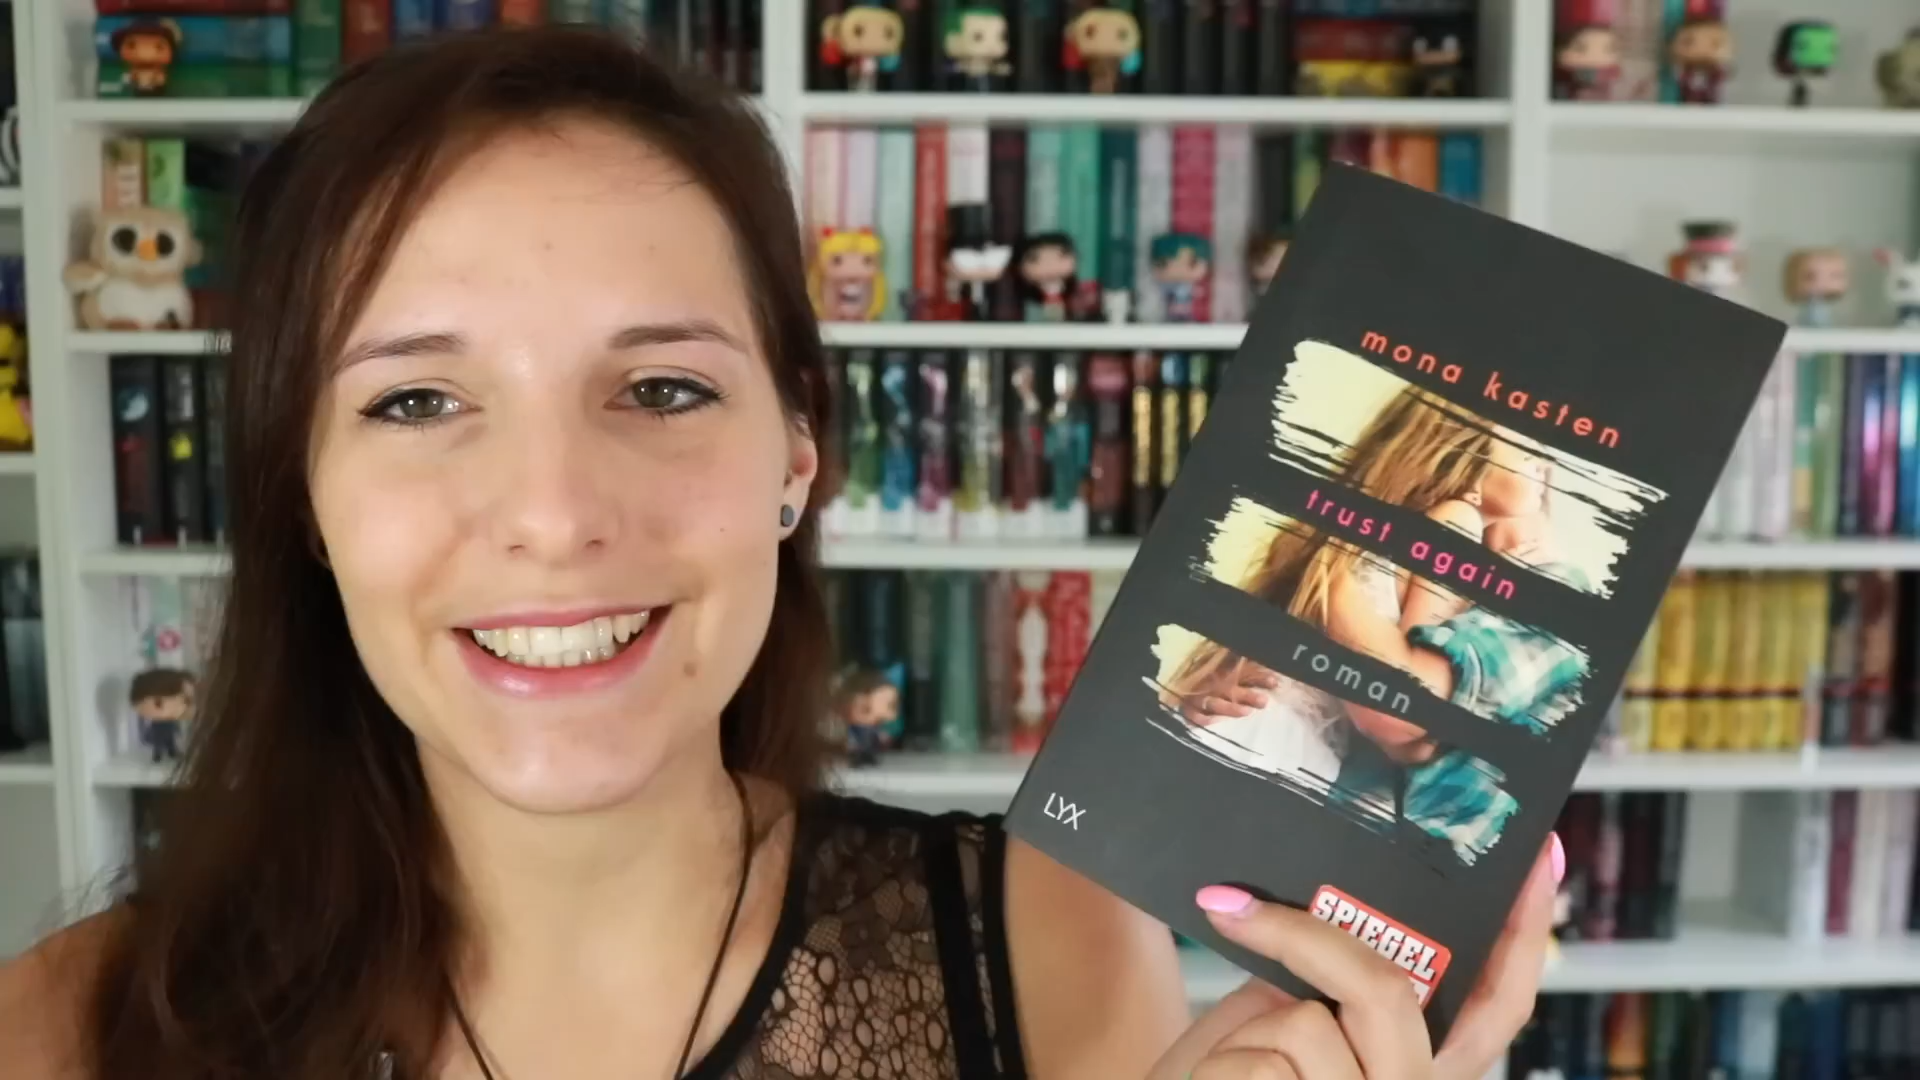 mona kasten
trust again
roman
LYX
SPIEGEL